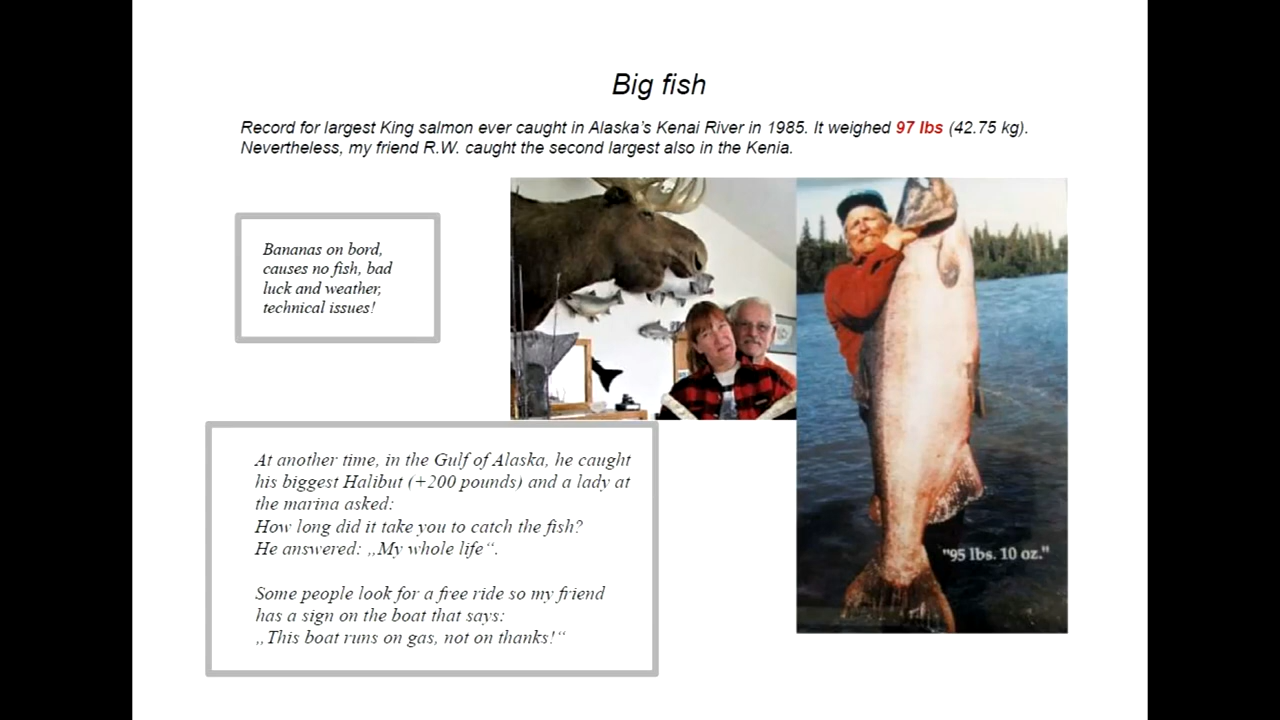 Big fish
Record for largest King salmon ever caught in Alaska's Kenai River in 1985. It weighed 97 lbs (42.75 kg).
Nevertheless, my friend R.W. caught the second largest also in the Kenia.
Bananas on bord,
causes no fish, bad
luck and weather,
technical issues!
At another time, in the Gulf of Alaska, he caught
his biggest Halibut (+200 pounds) and a lady at
the marina asked:
How long did it take you to catch the fish?
He answered: „My whole life“.
Some people look for a free ride so my friend
has a sign on the boat that says:
„This boat runs on gas, not on thanks!“
"95 lbs. 10 oz."